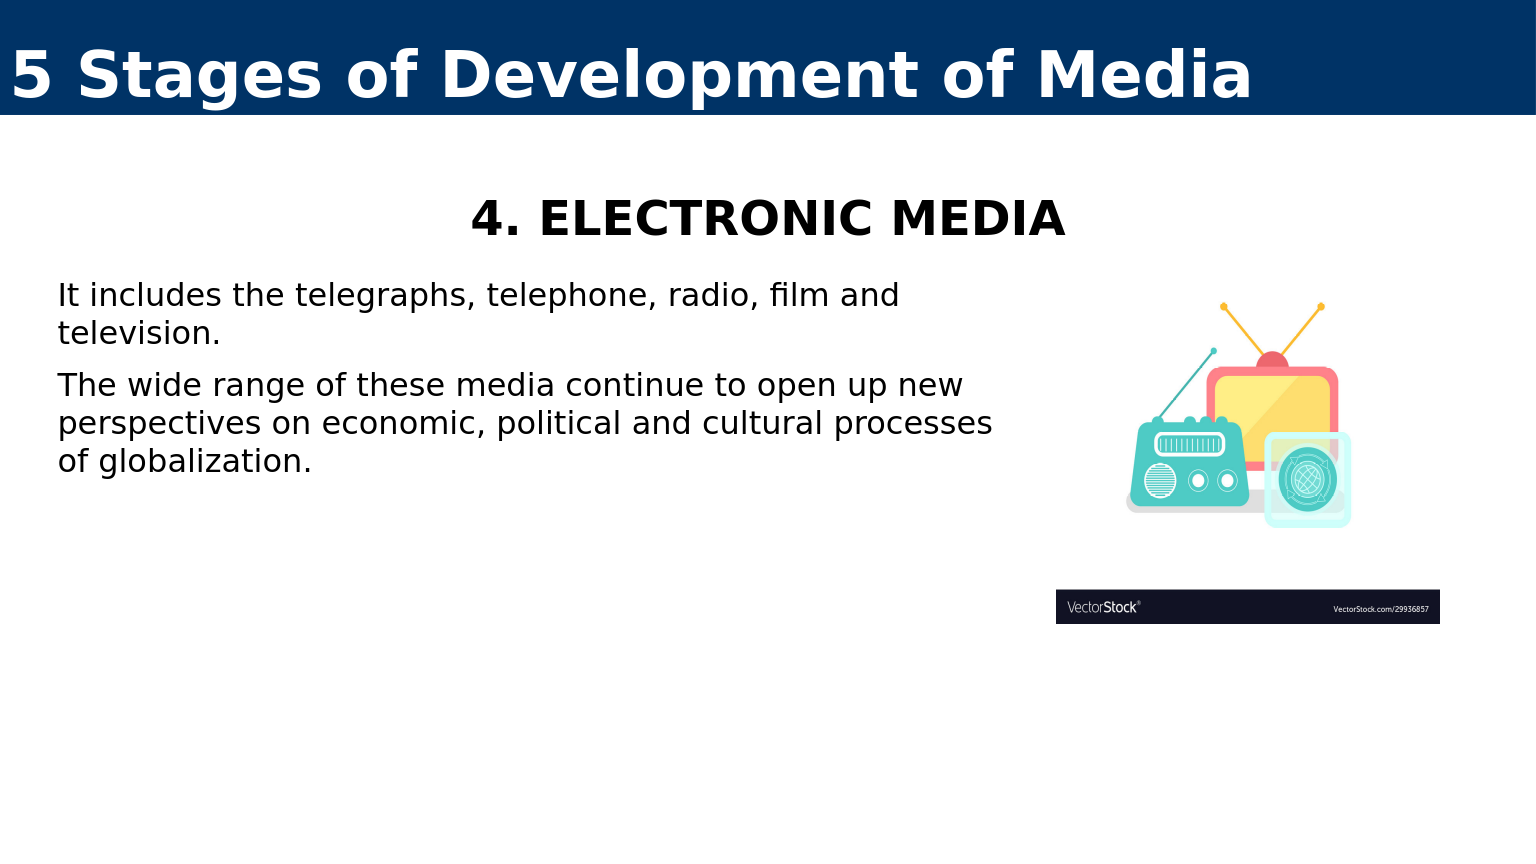 5 Stages of Development of Media
4. ELECTRONIC MEDIA
It includes the telegraphs, telephone, radio, film and
television.
The wide range of these media continue to open up new
perspectives on economic, political and cultural processes
of globalization.
VectorStock®
VectorStock.com/29936857